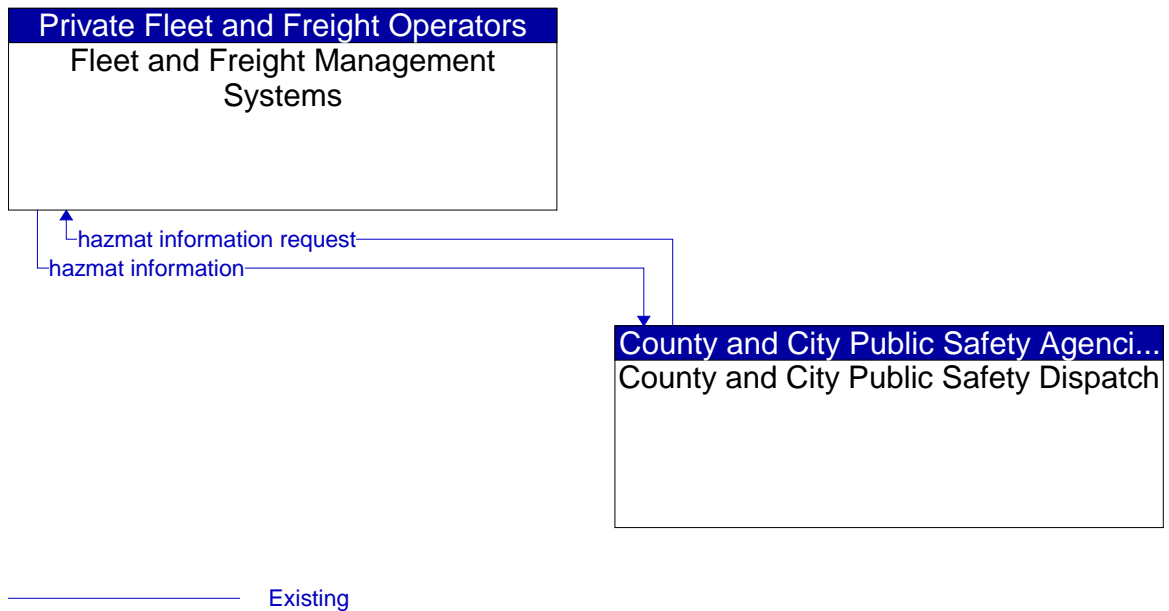 Private Fleet and Freight Operators
Fleet and Freight Management
Systems
hazmat information request
hazmat information
County and City Public Safety Agenci...
County and City Public Safety Dispatch
Existing